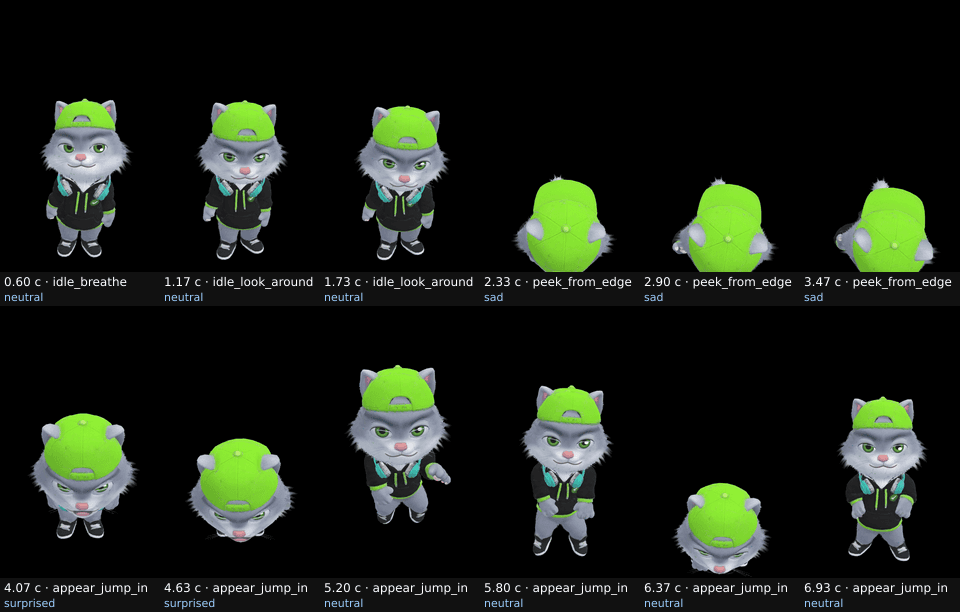 0.60 c · idle_breathe
neutral
1.17 c · idle_look_around
neutral
1.73 c · idle_look_around
neutral
2.33 c · peek_from_edge
sad
2.90 c · peek_from_edge
sad
3.47 c · peek_from_edge
sad
4.07 c · appear_jump_in
surprised
4.63 c · appear_jump_in
surprised
5.20 c · appear_jump_in
neutral
5.80 c · appear_jump_in
neutral
6.37 c · appear_jump_in
neutral
6.93 c · appear_jump_in
neutral